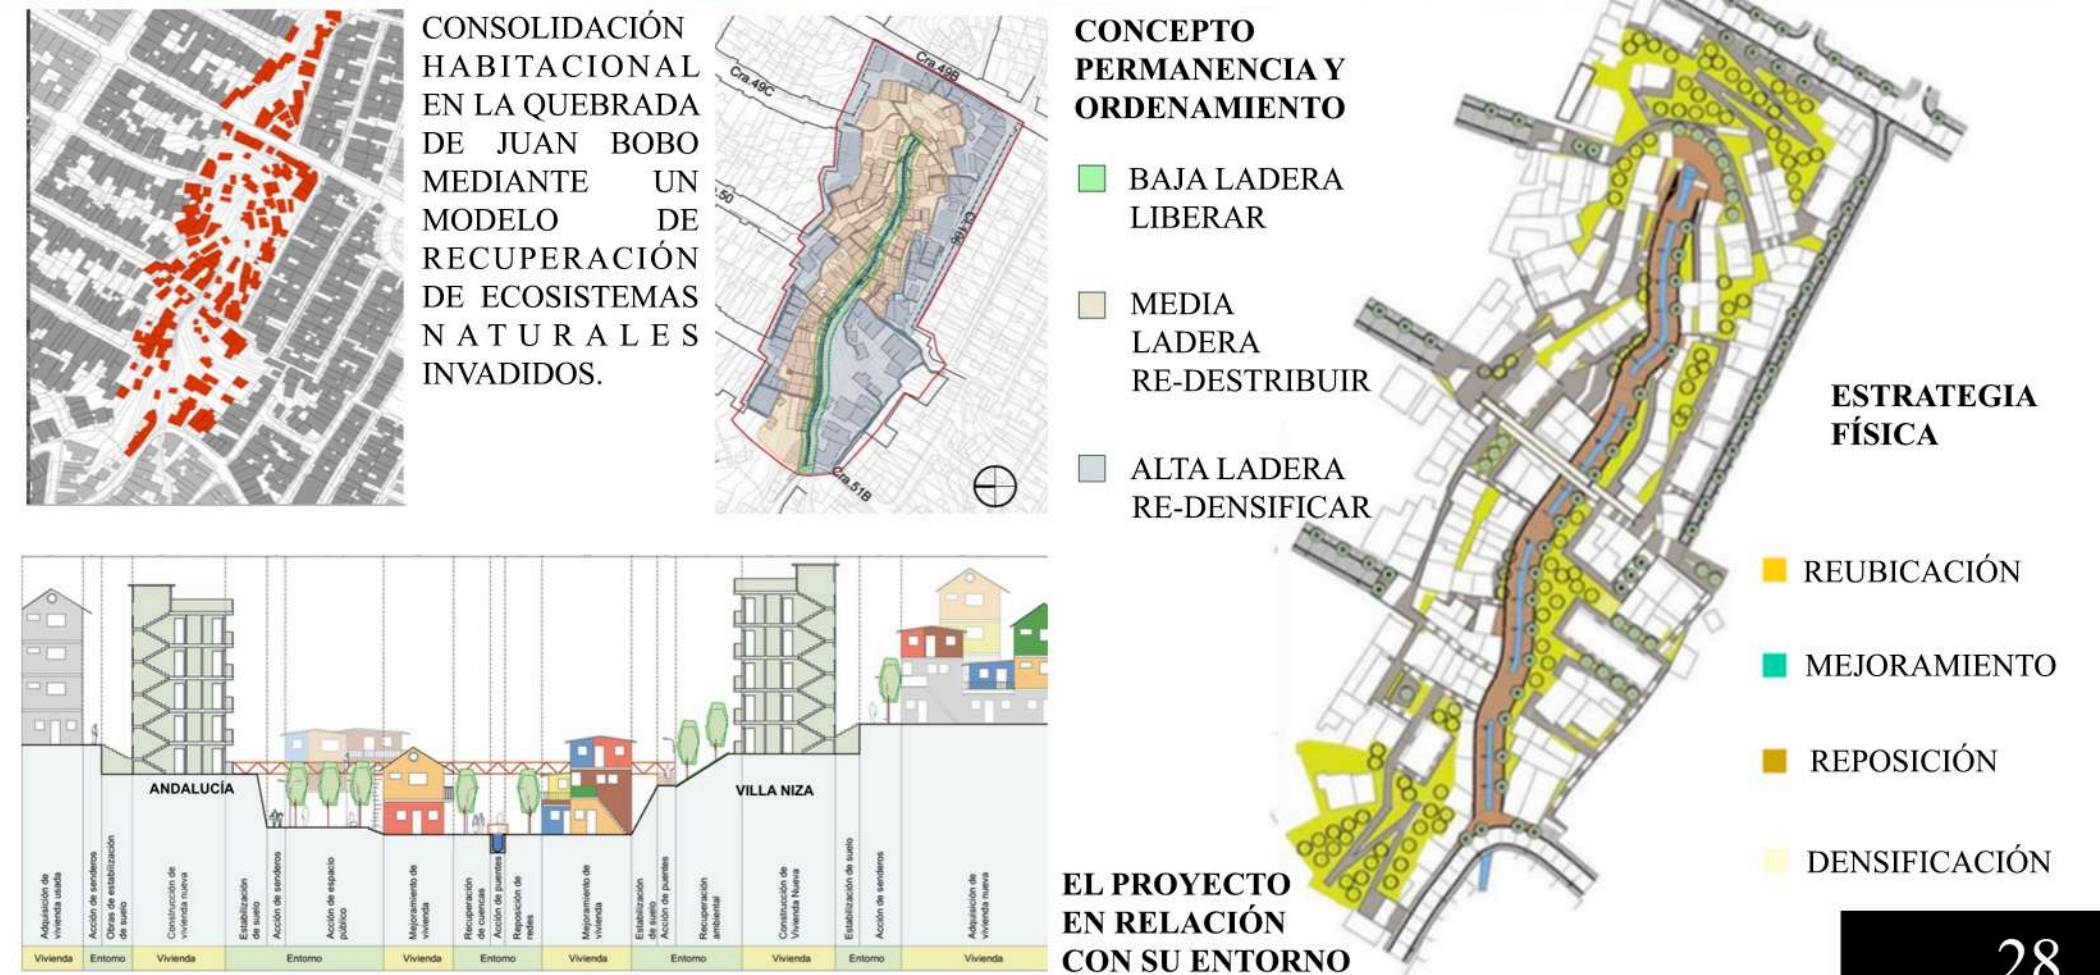 CONSOLIDACIÓN
HABITACIONAL
EN LA QUEBRADA
DE JUAN BOBO
MEDIANTE UN
MODELO DE
RECUPERACIÓN
DE ECOSISTEMAS
NATURALES
INVADIDOS.
Cra.49C
Cra.49B
.50
Cra.51B
CONCEPTO
PERMANENCIA Y
ORDENAMIENTO
BAJA LADERA
LIBERAR
MEDIA
LADERA
RE-DESTRIBUIR
ALTA LADERA
RE-DENSIFICAR
ESTRATEGIA
FÍSICA
REUBICACIÓN
MEJORAMIENTO
REPOSICIÓN
DENSIFICACIÓN
ANDALUCÍA
VILLA NIZA
Adquisición de
vivienda usada
Acción de senderos
Obras de estabilización
de suelo
Construcción de
vivienda nueva
Estabilización
de suelo
Acción de senderos
Acción de espacio
público
Mejoramiento de
vivienda
Recuperación
de cuencas
Acción de puentes
Reposición de
redes
Mejoramiento de
vivienda
Estabilización
de suelo
Acción de puentes
Recuperación
ambiental
Construcción de
Vivienda Nueva
Estabilización de suelo
Acción de senderos
Adquisición de
vivienda nueva
Vivienda
Entorno
Vivienda
Entorno
Vivienda
Entorno
Vivienda
Entorno
Vivienda
Entorno
Vivienda
EL PROYECTO
EN RELACIÓN
CON SU ENTORNO
28